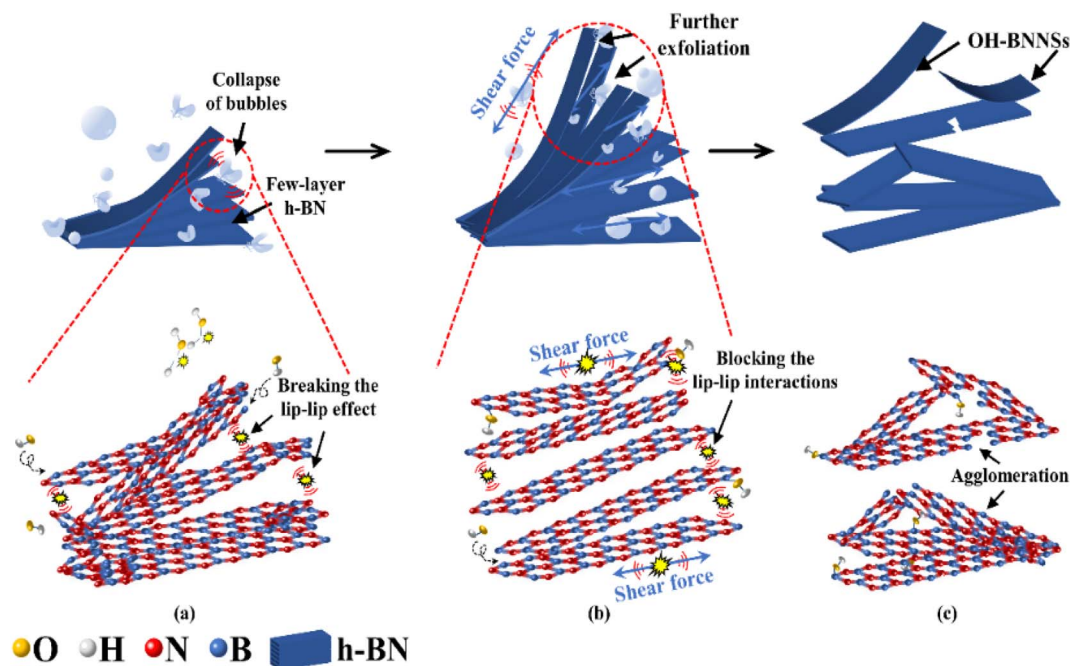 Collapse
of bubbles
Few-layer
h-BN
Shear force
Further
exfoliation
OH-BNNSs
Breaking the
lip-lip effect
Shear force
Blocking the
lip-lip interactions
Shear force
Agglomeration
(a)
(b)
(c)
O H N B h-BN